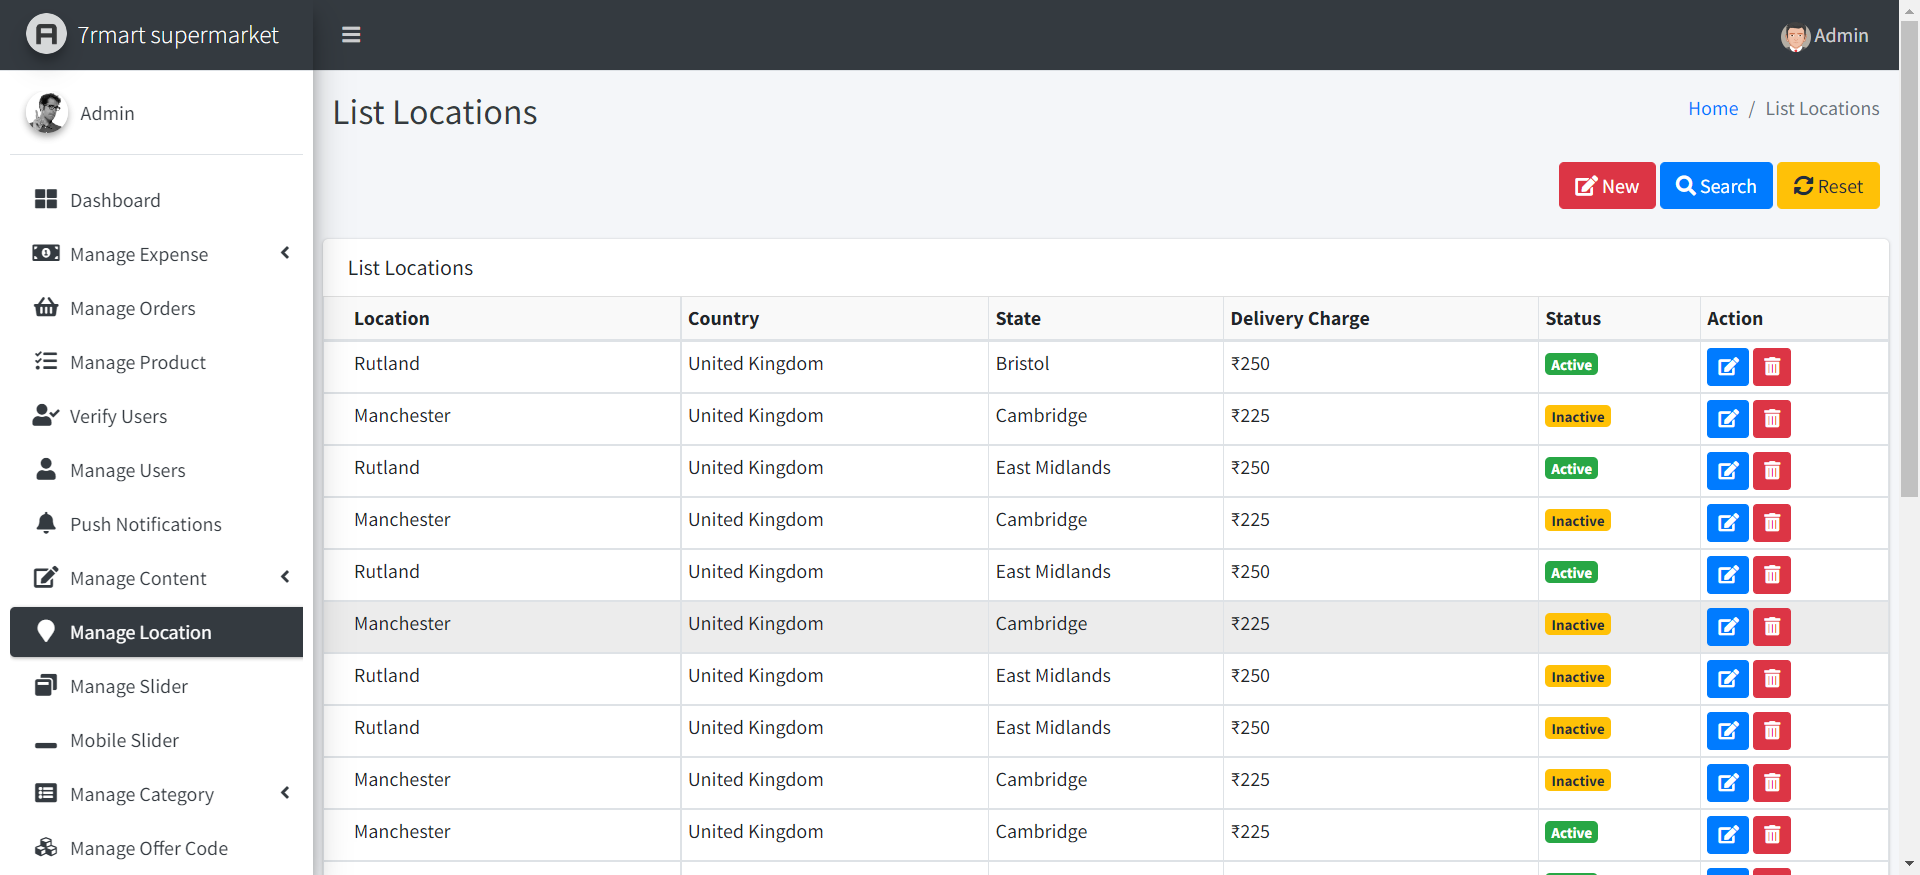 7rmart supermarket
Admin
Admin
Dashboard
Manage Expense
Manage Orders
Manage Product
Verify Users
Manage Users
Push Notifications
Manage Content
Manage Location
Manage Slider
Mobile Slider
Manage Category
Manage Offer Code
List Locations
Home / List Locations
New Search Reset
List Locations
Location Country State Delivery Charge Status Action
Rutland United Kingdom Bristol ₹250 Active
Manchester United Kingdom Cambridge ₹225 Inactive
Rutland United Kingdom East Midlands ₹250 Active
Manchester United Kingdom Cambridge ₹225 Inactive
Rutland United Kingdom East Midlands ₹250 Active
Manchester United Kingdom Cambridge ₹225 Inactive
Rutland United Kingdom East Midlands ₹250 Inactive
Rutland United Kingdom East Midlands ₹250 Inactive
Manchester United Kingdom Cambridge ₹225 Inactive
Manchester United Kingdom Cambridge ₹225 Active